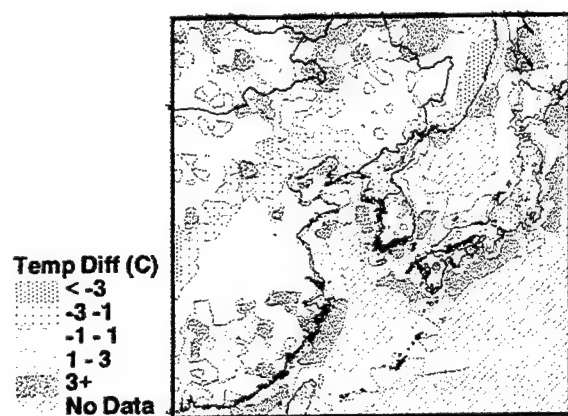 Temp Diff (C)
< -3
-3 -1
-1 - 1
1 - 3
3+
No Data